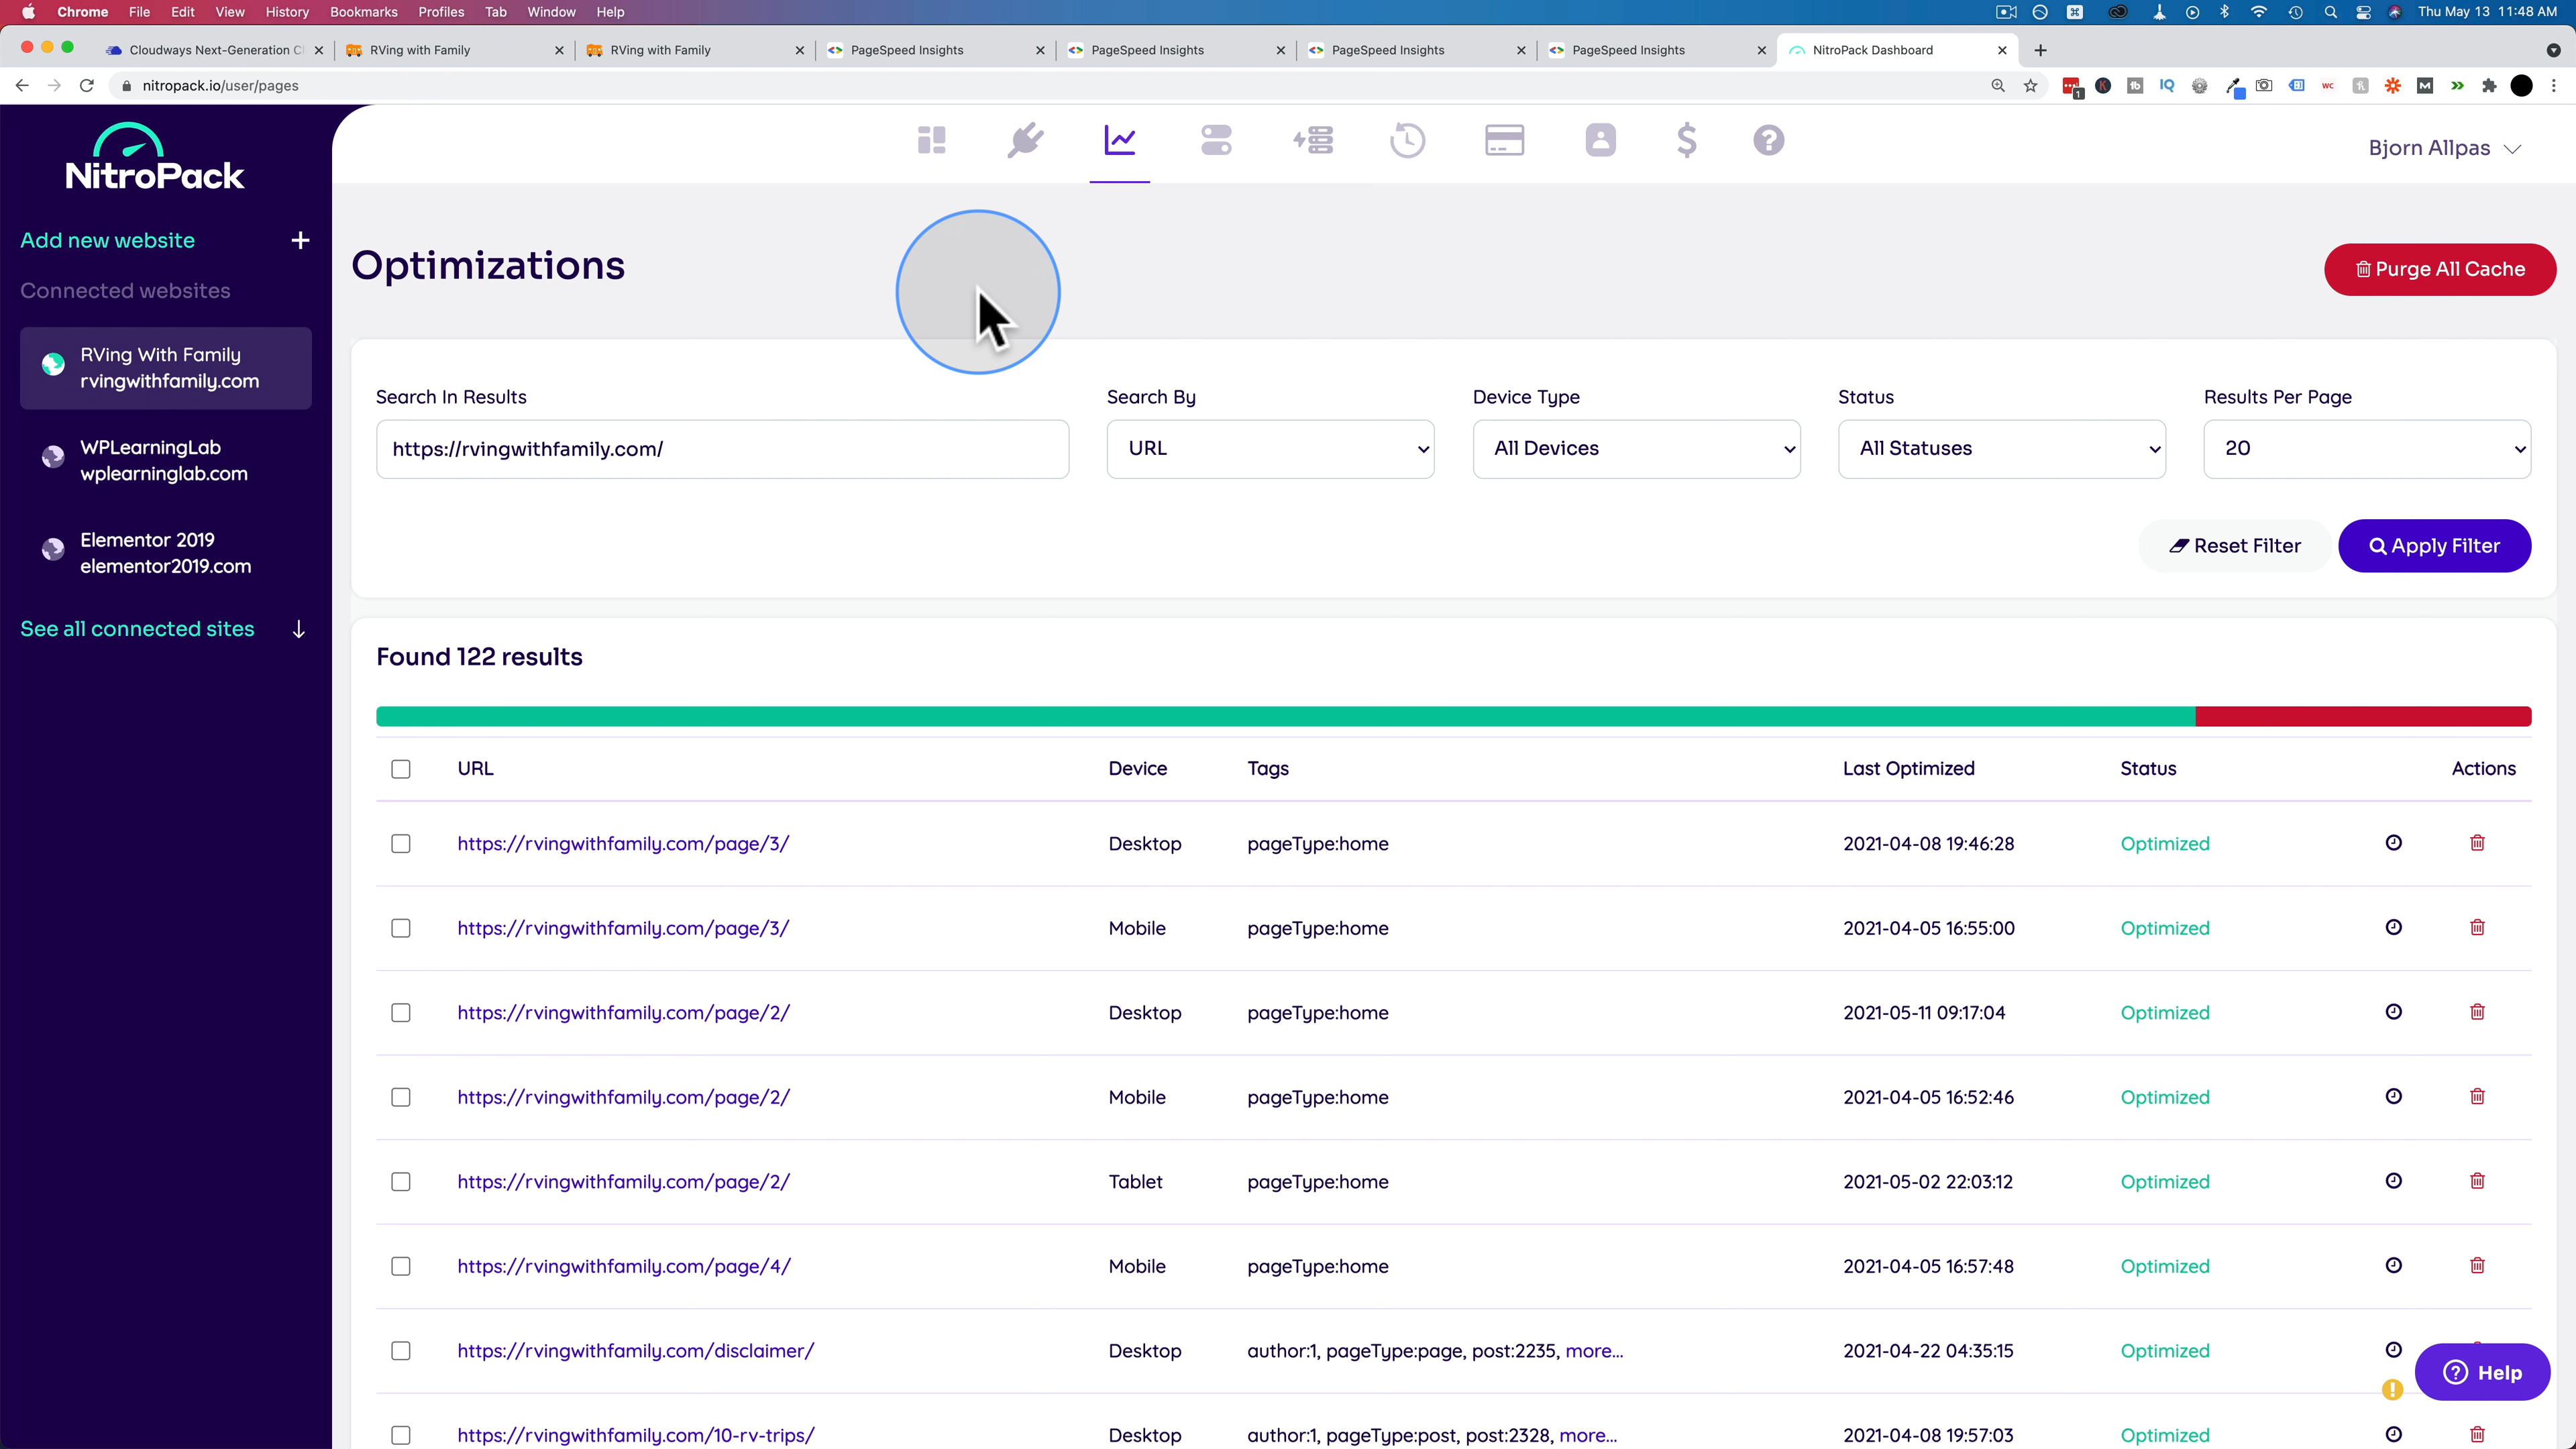 Chrome File Edit View History Bookmarks Profiles Tab Window Help Thu May 13 11:48 AM
Cloudways Next-Generation Cl RVing with Family RVing with Family PageSpeed Insights PageSpeed Insights PageSpeed Insights PageSpeed Insights NitroPack Dashboard
nitropack.io/user/pages
NitroPack
Bjorn Allpas
Add new website
Connected websites
RVing With Family
rvingwithfamily.com
WPLearningLab
wplearninglab.com
Elementor 2019
elementor2019.com
See all connected sites
Optimizations
Purge All Cache
Search In Results Search By Device Type Status Results Per Page
https://rvingwithfamily.com/ URL All Devices All Statuses 20
Reset Filter Apply Filter
Found 122 results
URL Device Tags Last Optimized Status Actions
https://rvingwithfamily.com/page/3/ Desktop pageType:home 2021-04-08 19:46:28 Optimized
https://rvingwithfamily.com/page/3/ Mobile pageType:home 2021-04-05 16:55:00 Optimized
https://rvingwithfamily.com/page/2/ Desktop pageType:home 2021-05-11 09:17:04 Optimized
https://rvingwithfamily.com/page/2/ Mobile pageType:home 2021-04-05 16:52:46 Optimized
https://rvingwithfamily.com/page/2/ Tablet pageType:home 2021-05-02 22:03:12 Optimized
https://rvingwithfamily.com/page/4/ Mobile pageType:home 2021-04-05 16:57:48 Optimized
https://rvingwithfamily.com/disclaimer/ Desktop author:1, pageType:page, post:2235, more... 2021-04-22 04:35:15 Optimized
Help
https://rvingwithfamily.com/10-rv-trips/ Desktop author:1, pageType:post, post:2328, more... 2021-04-08 19:57:03 Optimized